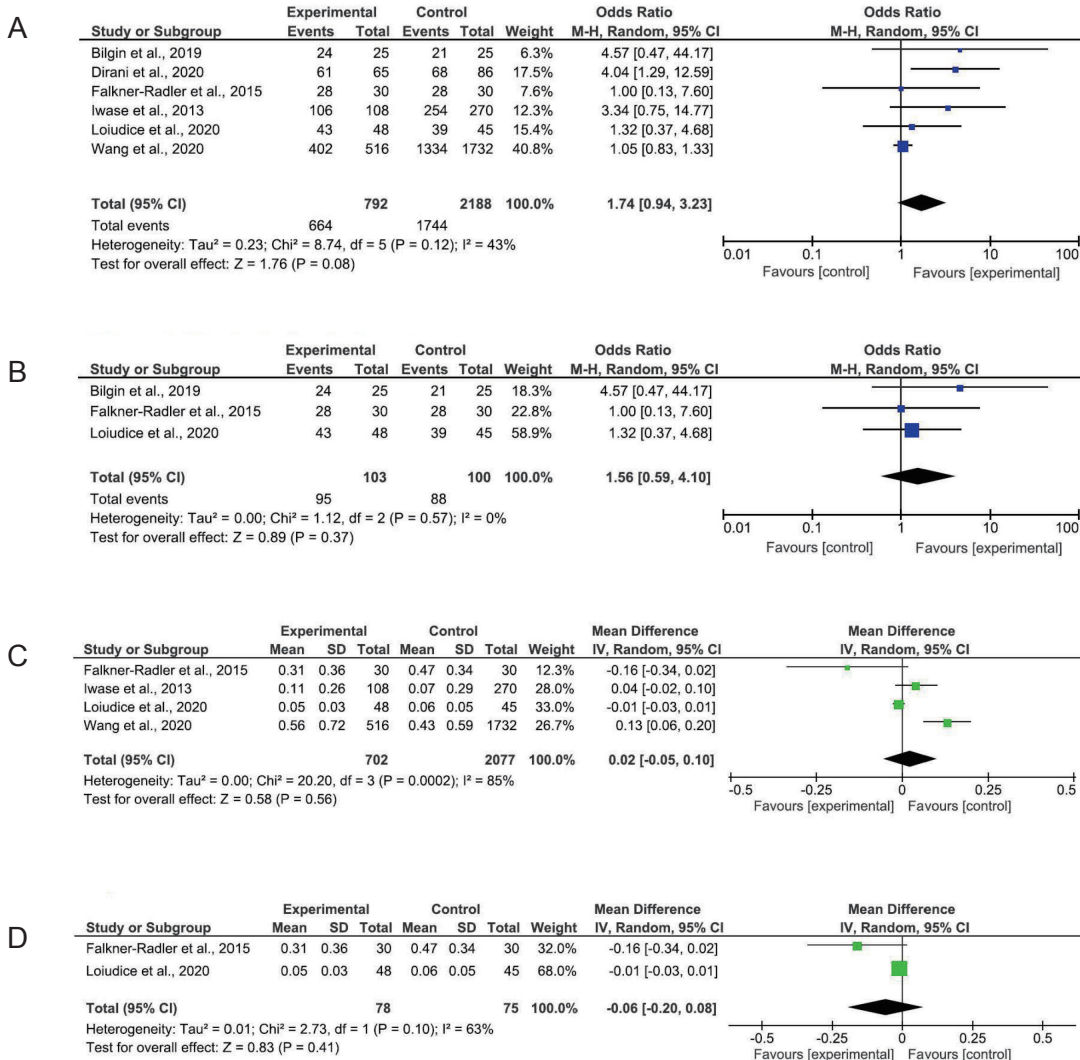 A
Experimental Control Odds Ratio Odds Ratio
Study or Subgroup Events Total Events Total Weight M-H, Random, 95% CI M-H, Random, 95% CI
Bilgin et al., 2019 24 25 21 25 6.3% 4.57 [0.47, 44.17]
Dirani et al., 2020 61 65 68 86 17.5% 4.04 [1.29, 12.59]
Falkner-Radler et al., 2015 28 30 28 30 7.6% 1.00 [0.13, 7.60]
Iwase et al., 2013 106 108 254 270 12.3% 3.34 [0.75, 14.77]
Loiudice et al., 2020 43 48 39 45 15.4% 1.32 [0.37, 4.68]
Wang et al., 2020 402 516 1334 1732 40.8% 1.05 [0.83, 1.33]
Total (95% CI) 792 2188 100.0% 1.74 [0.94, 3.23]
Total events 664 1744
Heterogeneity: Tau² = 0.23; Chi² = 8.74, df = 5 (P = 0.12); I² = 43%
Test for overall effect: Z = 1.76 (P = 0.08)
0.01 0.1 1 10 100
Favours [control] Favours [experimental]
B
Experimental Control Odds Ratio Odds Ratio
Study or Subgroup Events Total Events Total Weight M-H, Random, 95% CI M-H, Random, 95% CI
Bilgin et al., 2019 24 25 21 25 18.3% 4.57 [0.47, 44.17]
Falkner-Radler et al., 2015 28 30 28 30 22.8% 1.00 [0.13, 7.60]
Loiudice et al., 2020 43 48 39 45 58.9% 1.32 [0.37, 4.68]
Total (95% CI) 103 100 100.0% 1.56 [0.59, 4.10]
Total events 95 88
Heterogeneity: Tau² = 0.00; Chi² = 1.12, df = 2 (P = 0.57); I² = 0%
Test for overall effect: Z = 0.89 (P = 0.37)
0.01 0.1 1 10 100
Favours [control] Favours [experimental]
C
Experimental Control Mean Difference Mean Difference
Study or Subgroup Mean SD Total Mean SD Total Weight IV, Random, 95% CI IV, Random, 95% CI
Falkner-Radler et al., 2015 0.31 0.36 30 0.47 0.34 30 12.3% -0.16 [-0.34, 0.02]
Iwase et al., 2013 0.11 0.26 108 0.07 0.29 270 28.0% 0.04 [-0.02, 0.10]
Loiudice et al., 2020 0.05 0.03 48 0.06 0.05 45 33.0% -0.01 [-0.03, 0.01]
Wang et al., 2020 0.56 0.72 516 0.43 0.59 1732 26.7% 0.13 [0.06, 0.20]
Total (95% CI) 702 2077 100.0% 0.02 [-0.05, 0.10]
Heterogeneity: Tau² = 0.00; Chi² = 20.20, df = 3 (P = 0.0002); I² = 85%
Test for overall effect: Z = 0.58 (P = 0.56)
-0.5 -0.25 0 0.25 0.5
Favours [experimental] Favours [control]
D
Experimental Control Mean Difference Mean Difference
Study or Subgroup Mean SD Total Mean SD Total Weight IV, Random, 95% CI IV, Random, 95% CI
Falkner-Radler et al., 2015 0.31 0.36 30 0.47 0.34 30 32.0% -0.16 [-0.34, 0.02]
Loiudice et al., 2020 0.05 0.03 48 0.06 0.05 45 68.0% -0.01 [-0.03, 0.01]
Total (95% CI) 78 75 100.0% -0.06 [-0.20, 0.08]
Heterogeneity: Tau² = 0.01; Chi² = 2.73, df = 1 (P = 0.10); I² = 63%
Test for overall effect: Z = 0.83 (P = 0.41)
-0.5 -0.25 0 0.25 0.5
Favours [experimental] Favours [control]